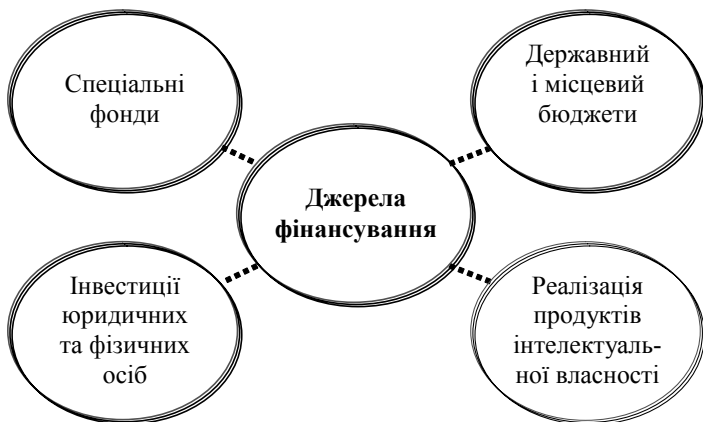 Спеціальні
фонди
Державний
і місцевий
бюджети
Джерела
фінансування
Інвестиції
юридичних
та фізичних
осіб
Реалізація
продуктів
інтелектуаль-
ної власності